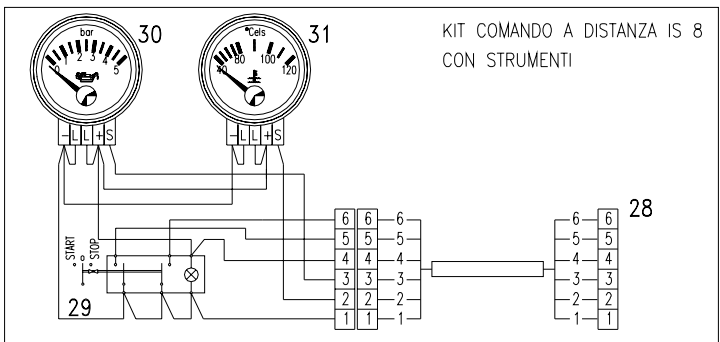 30
bar
0 1 2 3 4 5
- L L + S
31
°Cels
40 80 100 120
- L L + S
KIT COMANDO A DISTANZA IS 8
CON STRUMENTI
START
0
STOP
29
6 6 6 6 6
5 5 5 5 5
4 4 4 4 4
3 3 3 3 3
2 2 2 2 2
1 1 1 1 1
28